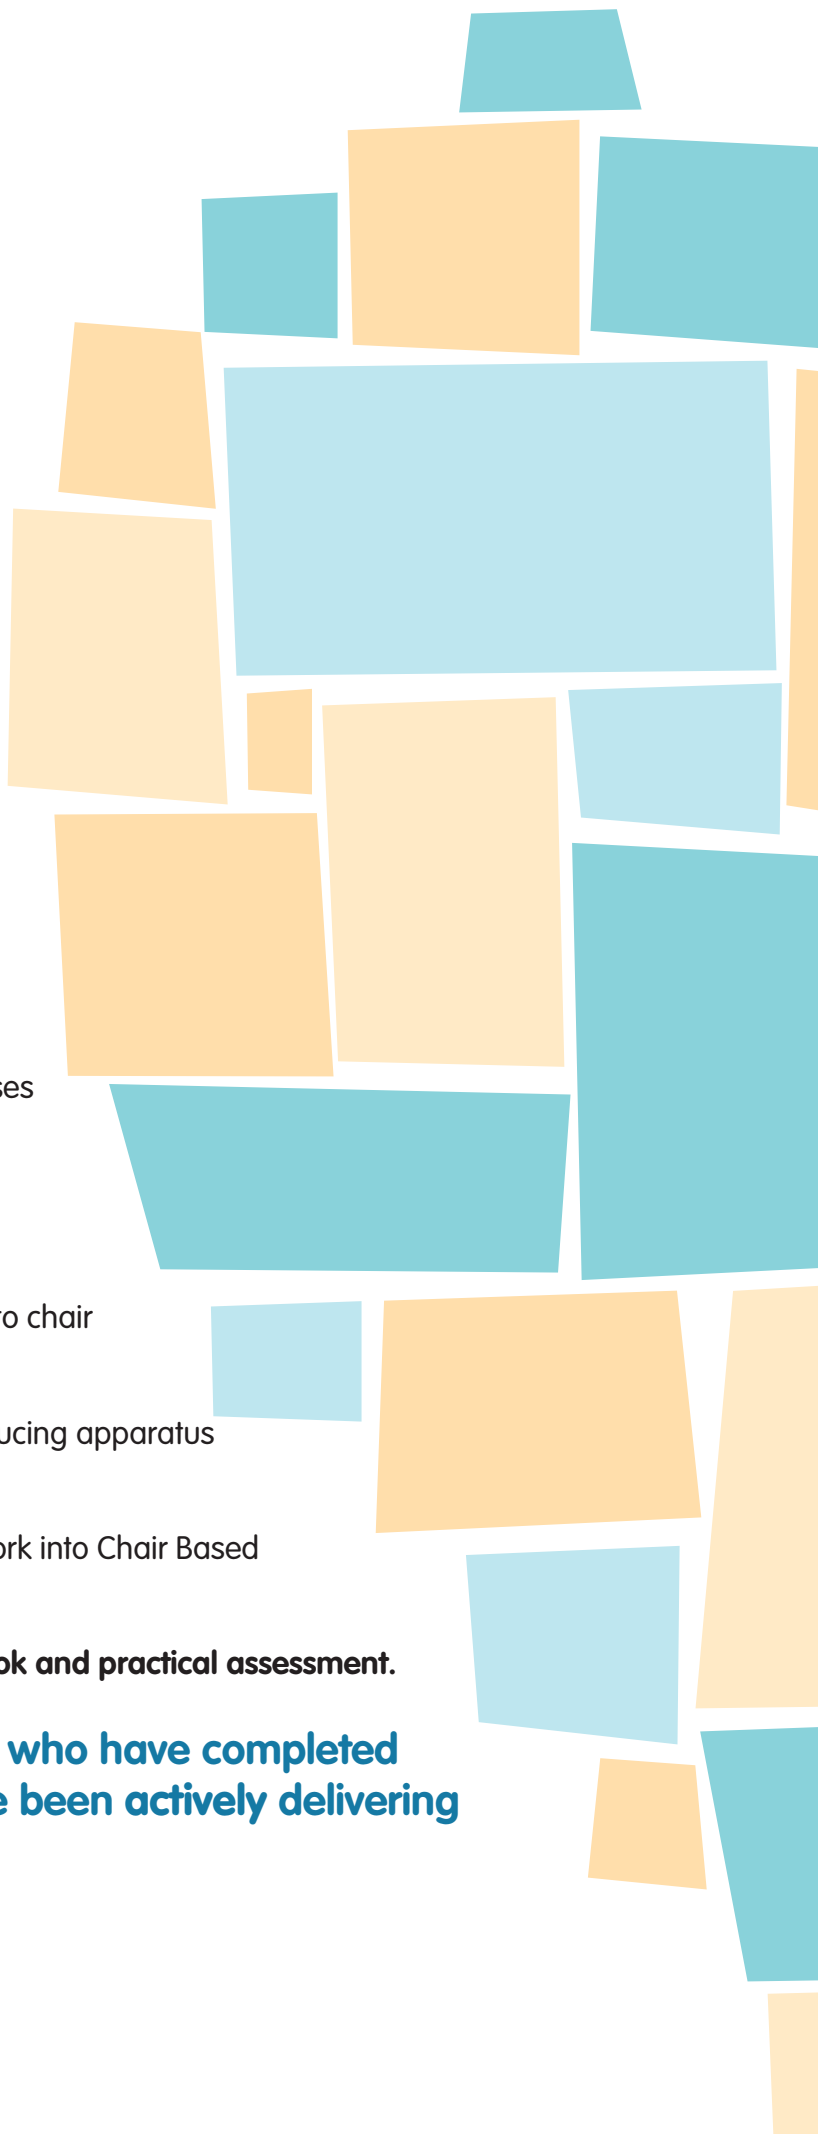 ses
to chair
ucing apparatus
ork into Chair Based
ok and practical assessment.
who have completed
e been actively delivering